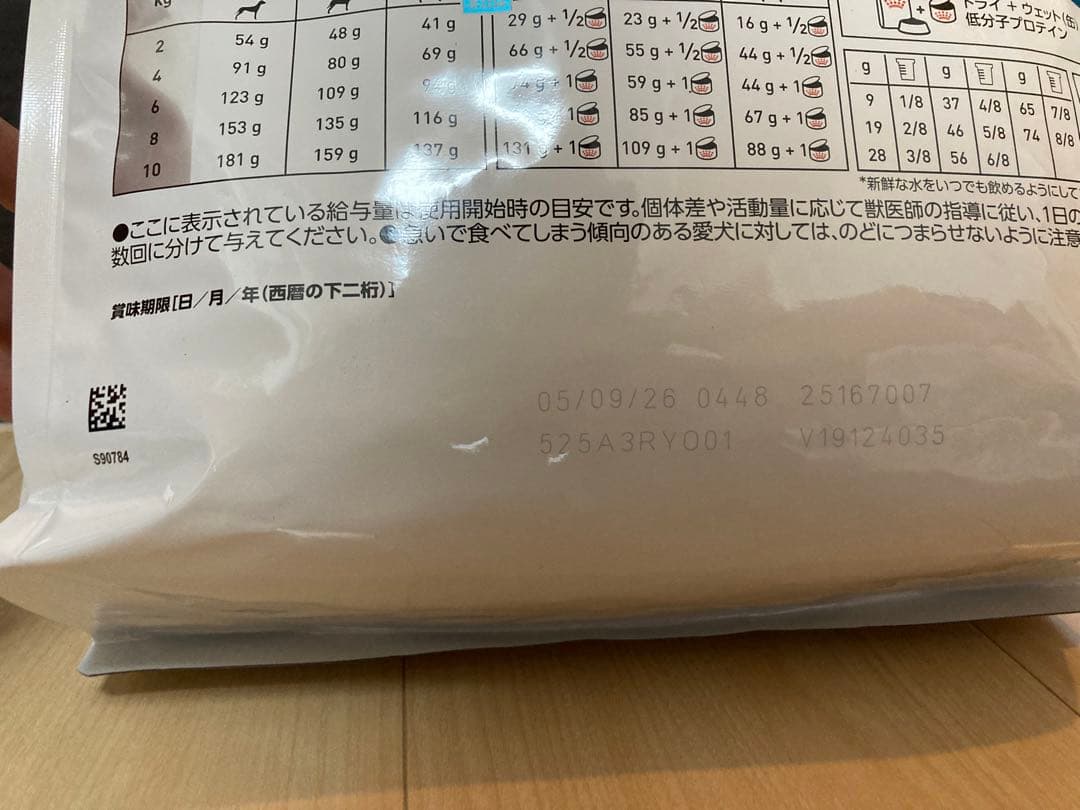 Kg
2 54 g 48 g 41 g 29 g + 1/2 23 g + 1/2 16 g + 1/2
4 91 g 80 g 69 g 66 g + 1/2 55 g + 1/2 44 g + 1/2
6 123 g 109 g 59 g + 1 44 g + 1
8 153 g 135 g 116 g 85 g + 1 67 g + 1
10 181 g 159 g 137 g 131 g + 1 109 g + 1 88 g + 1
ドライ + ウェット(缶)
低分子プロテイン
g g g
9 1/8 37 4/8 65 7/8
19 2/8 46 5/8 74 8/8
28 3/8 56 6/8
*新鮮な水をいつでも飲めるようにして
●ここに表示されている給与量は使用開始時の目安です。個体差や活動量に応じて獣医師の指導に従い、1日の
数回に分けて与えてください。●急いで食べてしまう傾向のある愛犬に対しては、のどにつまらせないように注意
賞味期限[日/月/年(西暦の下二桁)]
S90784
05/09/26 0448 25167007
525A3RYO01 V19124035